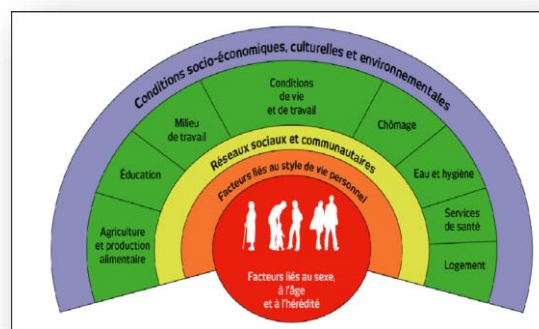 Conditions socio-économiques, culturelles et environnementales
Conditions
de vie
et de travail
Milieu
de travail
Chômage
Éducation
Eau et hygiène
Agriculture
et production
alimentaire
Services
de santé
Logement
Réseaux sociaux et communautaires
Facteurs liés au style de vie personnel
Facteurs liés au sexe,
à l'âge
et à l'hérédité